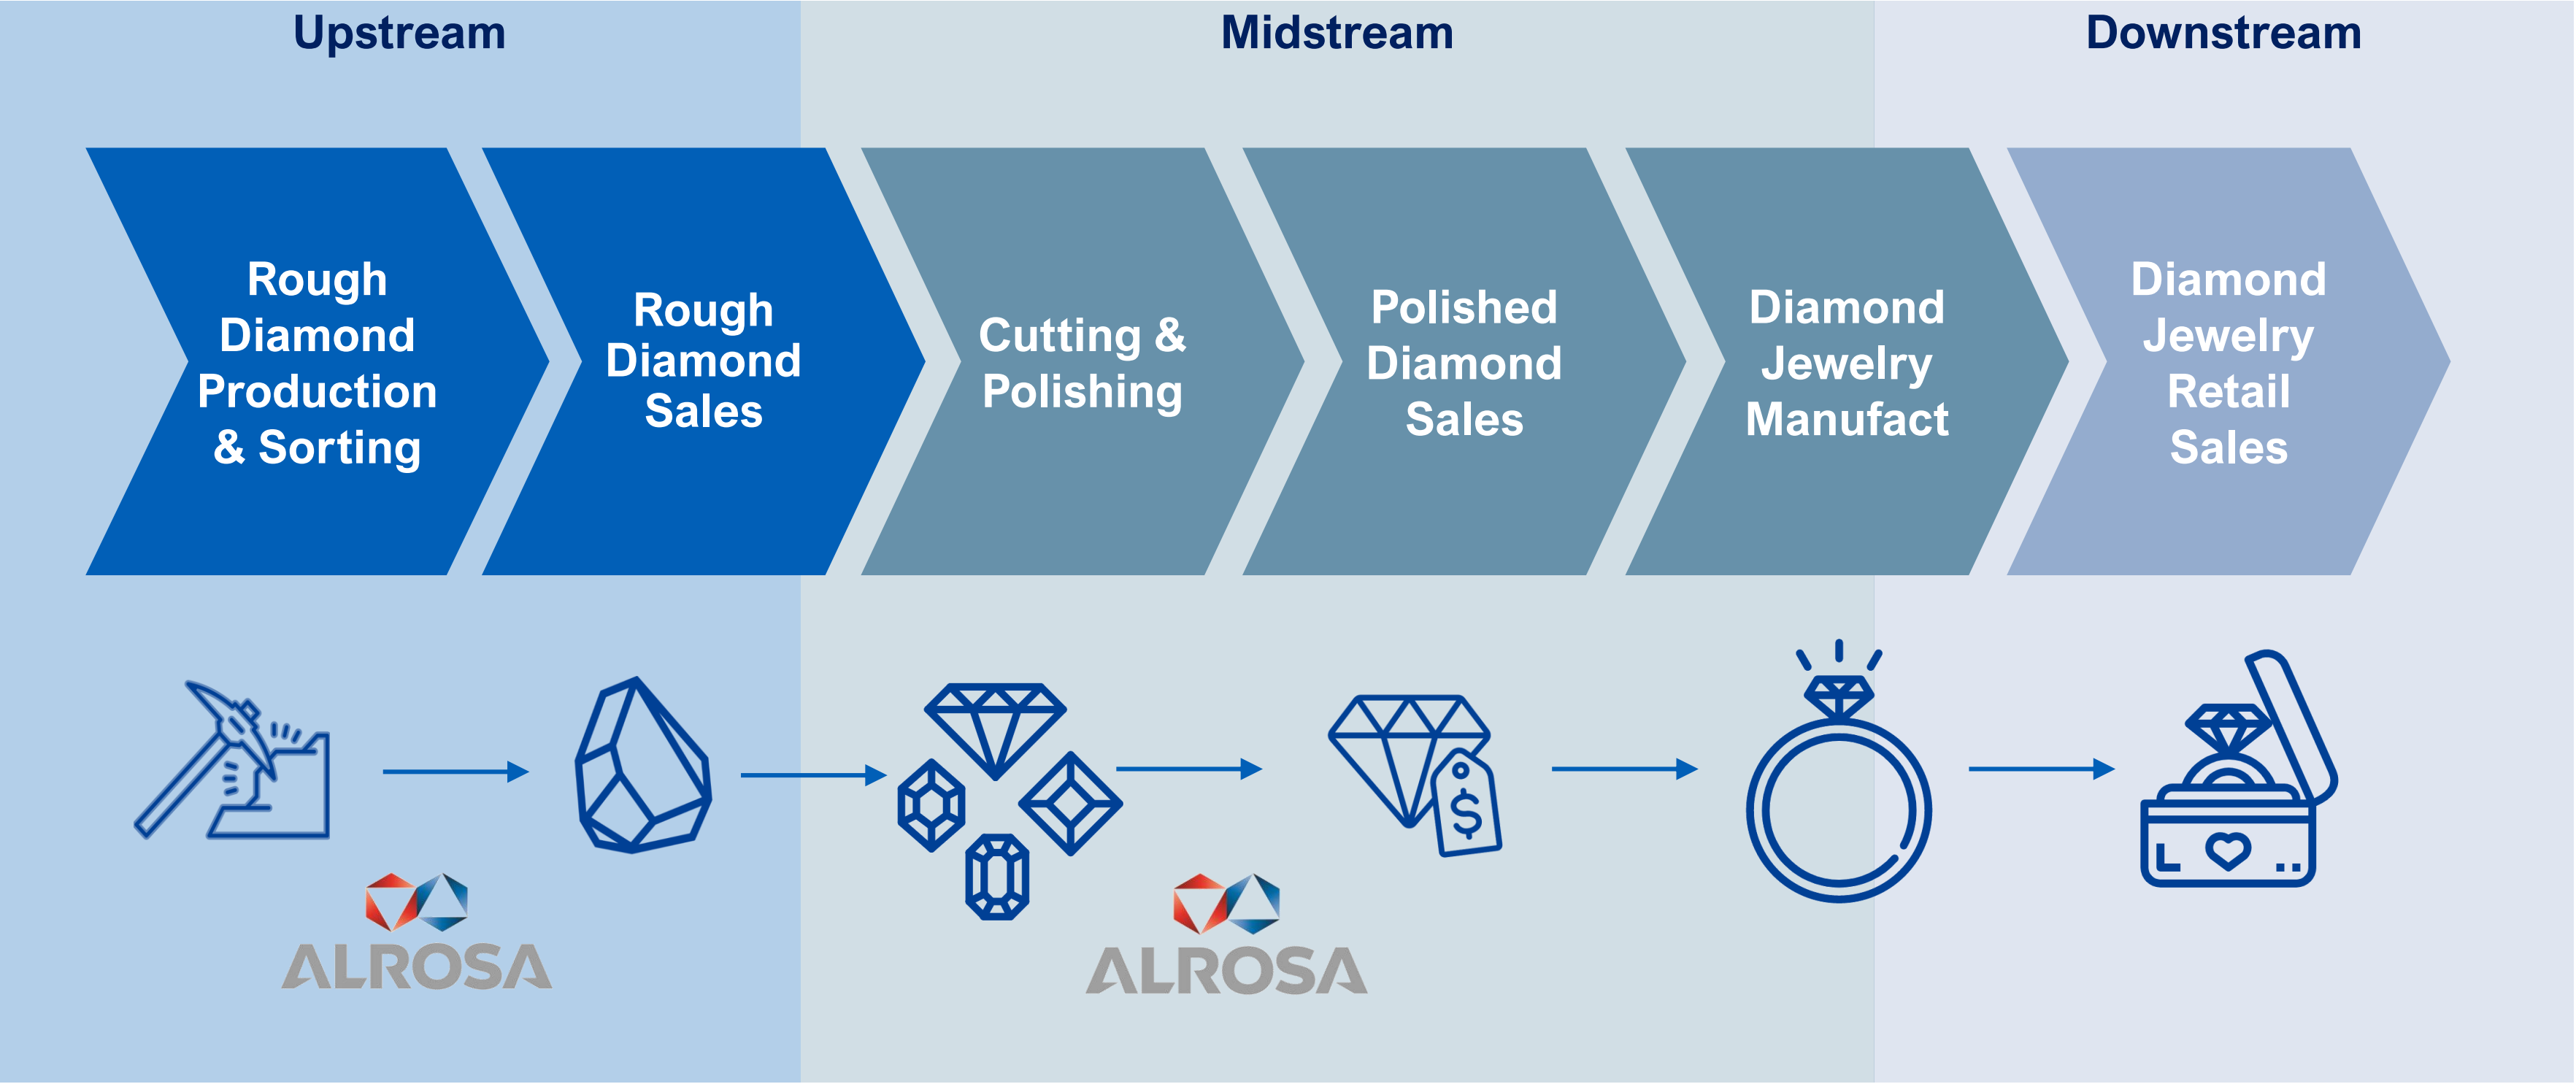 Upstream
Midstream
Downstream
Rough
Diamond
Production
& Sorting
Rough
Diamond
Sales
Cutting &
Polishing
Polished
Diamond
Sales
Diamond
Jewelry
Manufact
Diamond
Jewelry
Retail
Sales
$
ALROSA
ALROSA